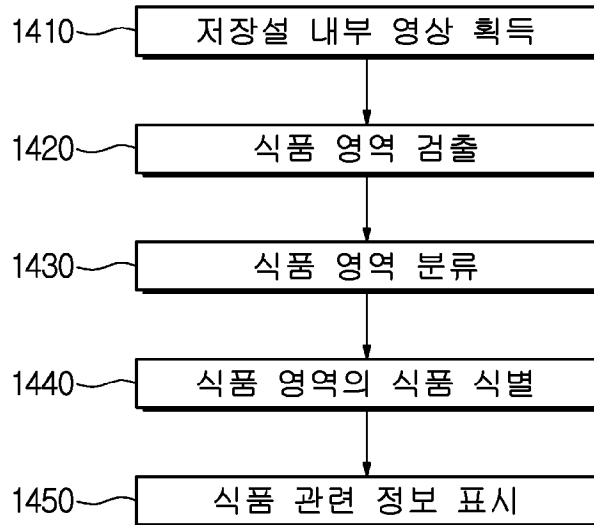 1410 저장설 내부 영상 획득
1420 식품 영역 검출
1430 식품 영역 분류
1440 식품 영역의 식품 식별
1450 식품 관련 정보 표시